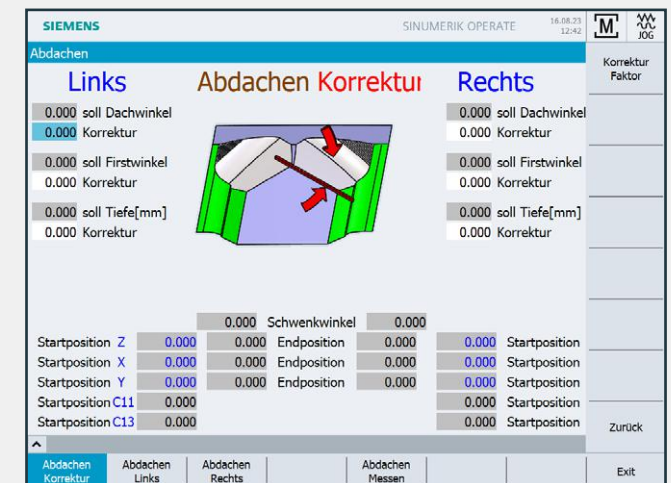 SIEMENS SINUMERIK OPERATE 16.08.23 12:42 M JOG
Abdachen
Links Abdachen Korrektur Rechts
Korrektur Faktor
0.000 soll Dachwinkel 0.000 soll Dachwinkel
0.000 Korrektur 0.000 Korrektur
0.000 soll Firstwinkel 0.000 soll Firstwinkel
0.000 Korrektur 0.000 Korrektur
0.000 soll Tiefe[mm] 0.000 soll Tiefe[mm]
0.000 Korrektur 0.000 Korrektur
0.000 Schwenkwinkel 0.000
Startposition Z 0.000 0.000 Endposition 0.000 0.000 Startposition
Startposition X 0.000 0.000 Endposition 0.000 0.000 Startposition
Startposition Y 0.000 0.000 Endposition 0.000 0.000 Startposition
Startposition C11 0.000 0.000 Startposition
Startposition C13 0.000 0.000 Startposition
Zurück
Abdachen Korrektur Abdachen Links Abdachen Rechts Abdachen Messen Exit